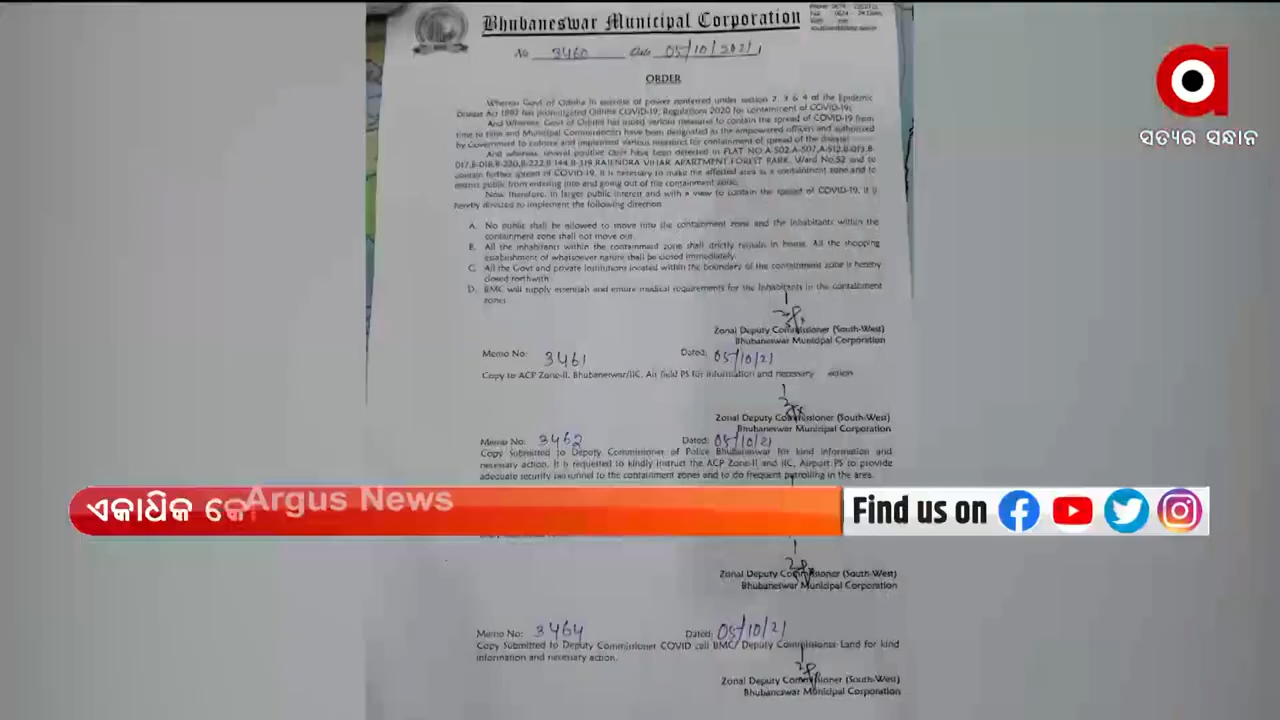 Bhubaneswar Municipal Corporation
No 3460 Date 05/10/2021
ORDER
Whereas Govt of Odisha in exercise of power conferred under section 2, 3 & 4 of the Epidemic
Disease Act 1897 has promulgated Odisha COVID-19, Regulations 2020 for containment of COVID-19;
And Whereas, Govt of Odisha has issued various measures to contain the spread of COVID-19 from
time to time and Municipal Commissioners have been designated as the empowered officers and authorized
by Government to enforce and implement various measures for containment of spread of the disease;
And whereas, several positive cases have been detected in FLAT NO.A-502,A-507,A-512,B-013,B-
017,B-018,B-220,B-222,B-144,B-319,RAJENDRA VIHAR APARTMENT,FOREST PARK, Ward No.52 and to
contain further spread of COVID-19, it is necessary to make the affected area as a containment zone and to
restrict public from entering into and going out of the containment zone.
Now, therefore, in larger public interest and with a view to contain the spread of COVID-19, it is
hereby directed to implement the following direction
A. No public shall be allowed to move into the containment zone and the inhabitants within the
containment zone shall not move out.
B. All the inhabitants within the containment zone shall strictly remain in home. All the shopping
establishment of whatsoever nature shall be closed immediately.
C. All the Govt and private institutions located within the boundary of the containment zone is hereby
closed forthwith.
D. BMC will supply essentials and ensure medical requirements for the inhabitants in the containment
zones
Zonal Deputy Commissioner (South-West)
Bhubaneswar Municipal Corporation
Memo No: 3461 Dated: 05/10/21
Copy to ACP Zone-II, Bhubaneswar/IIC, Air field PS for information and necessary action
Zonal Deputy Commissioner (South-West)
Bhubaneswar Municipal Corporation
Memo No: 3462 Dated: 05/10/21
Copy Submitted to Deputy Commissioner of Police Bhubaneswar for kind information and
necessary action. It is requested to kindly instruct the ACP Zone-II and IIC, Airport PS to provide
adequate security personnel to the containment zones and to do frequent patrolling in the area.
Zonal Deputy Commissioner (South-West)
Bhubaneswar Municipal Corporation
Memo No: 3464 Dated: 05/10/21
Copy Submitted to Deputy Commissioner COVID cell BMC/ Deputy Commissioner Land for kind
information and necessary action.
Zonal Deputy Commissioner (South-West)
Bhubaneswar Municipal Corporation
ସତ୍ୟର ସନ୍ଧାନ
ଏକାଧିକ
Argus News
Find us on